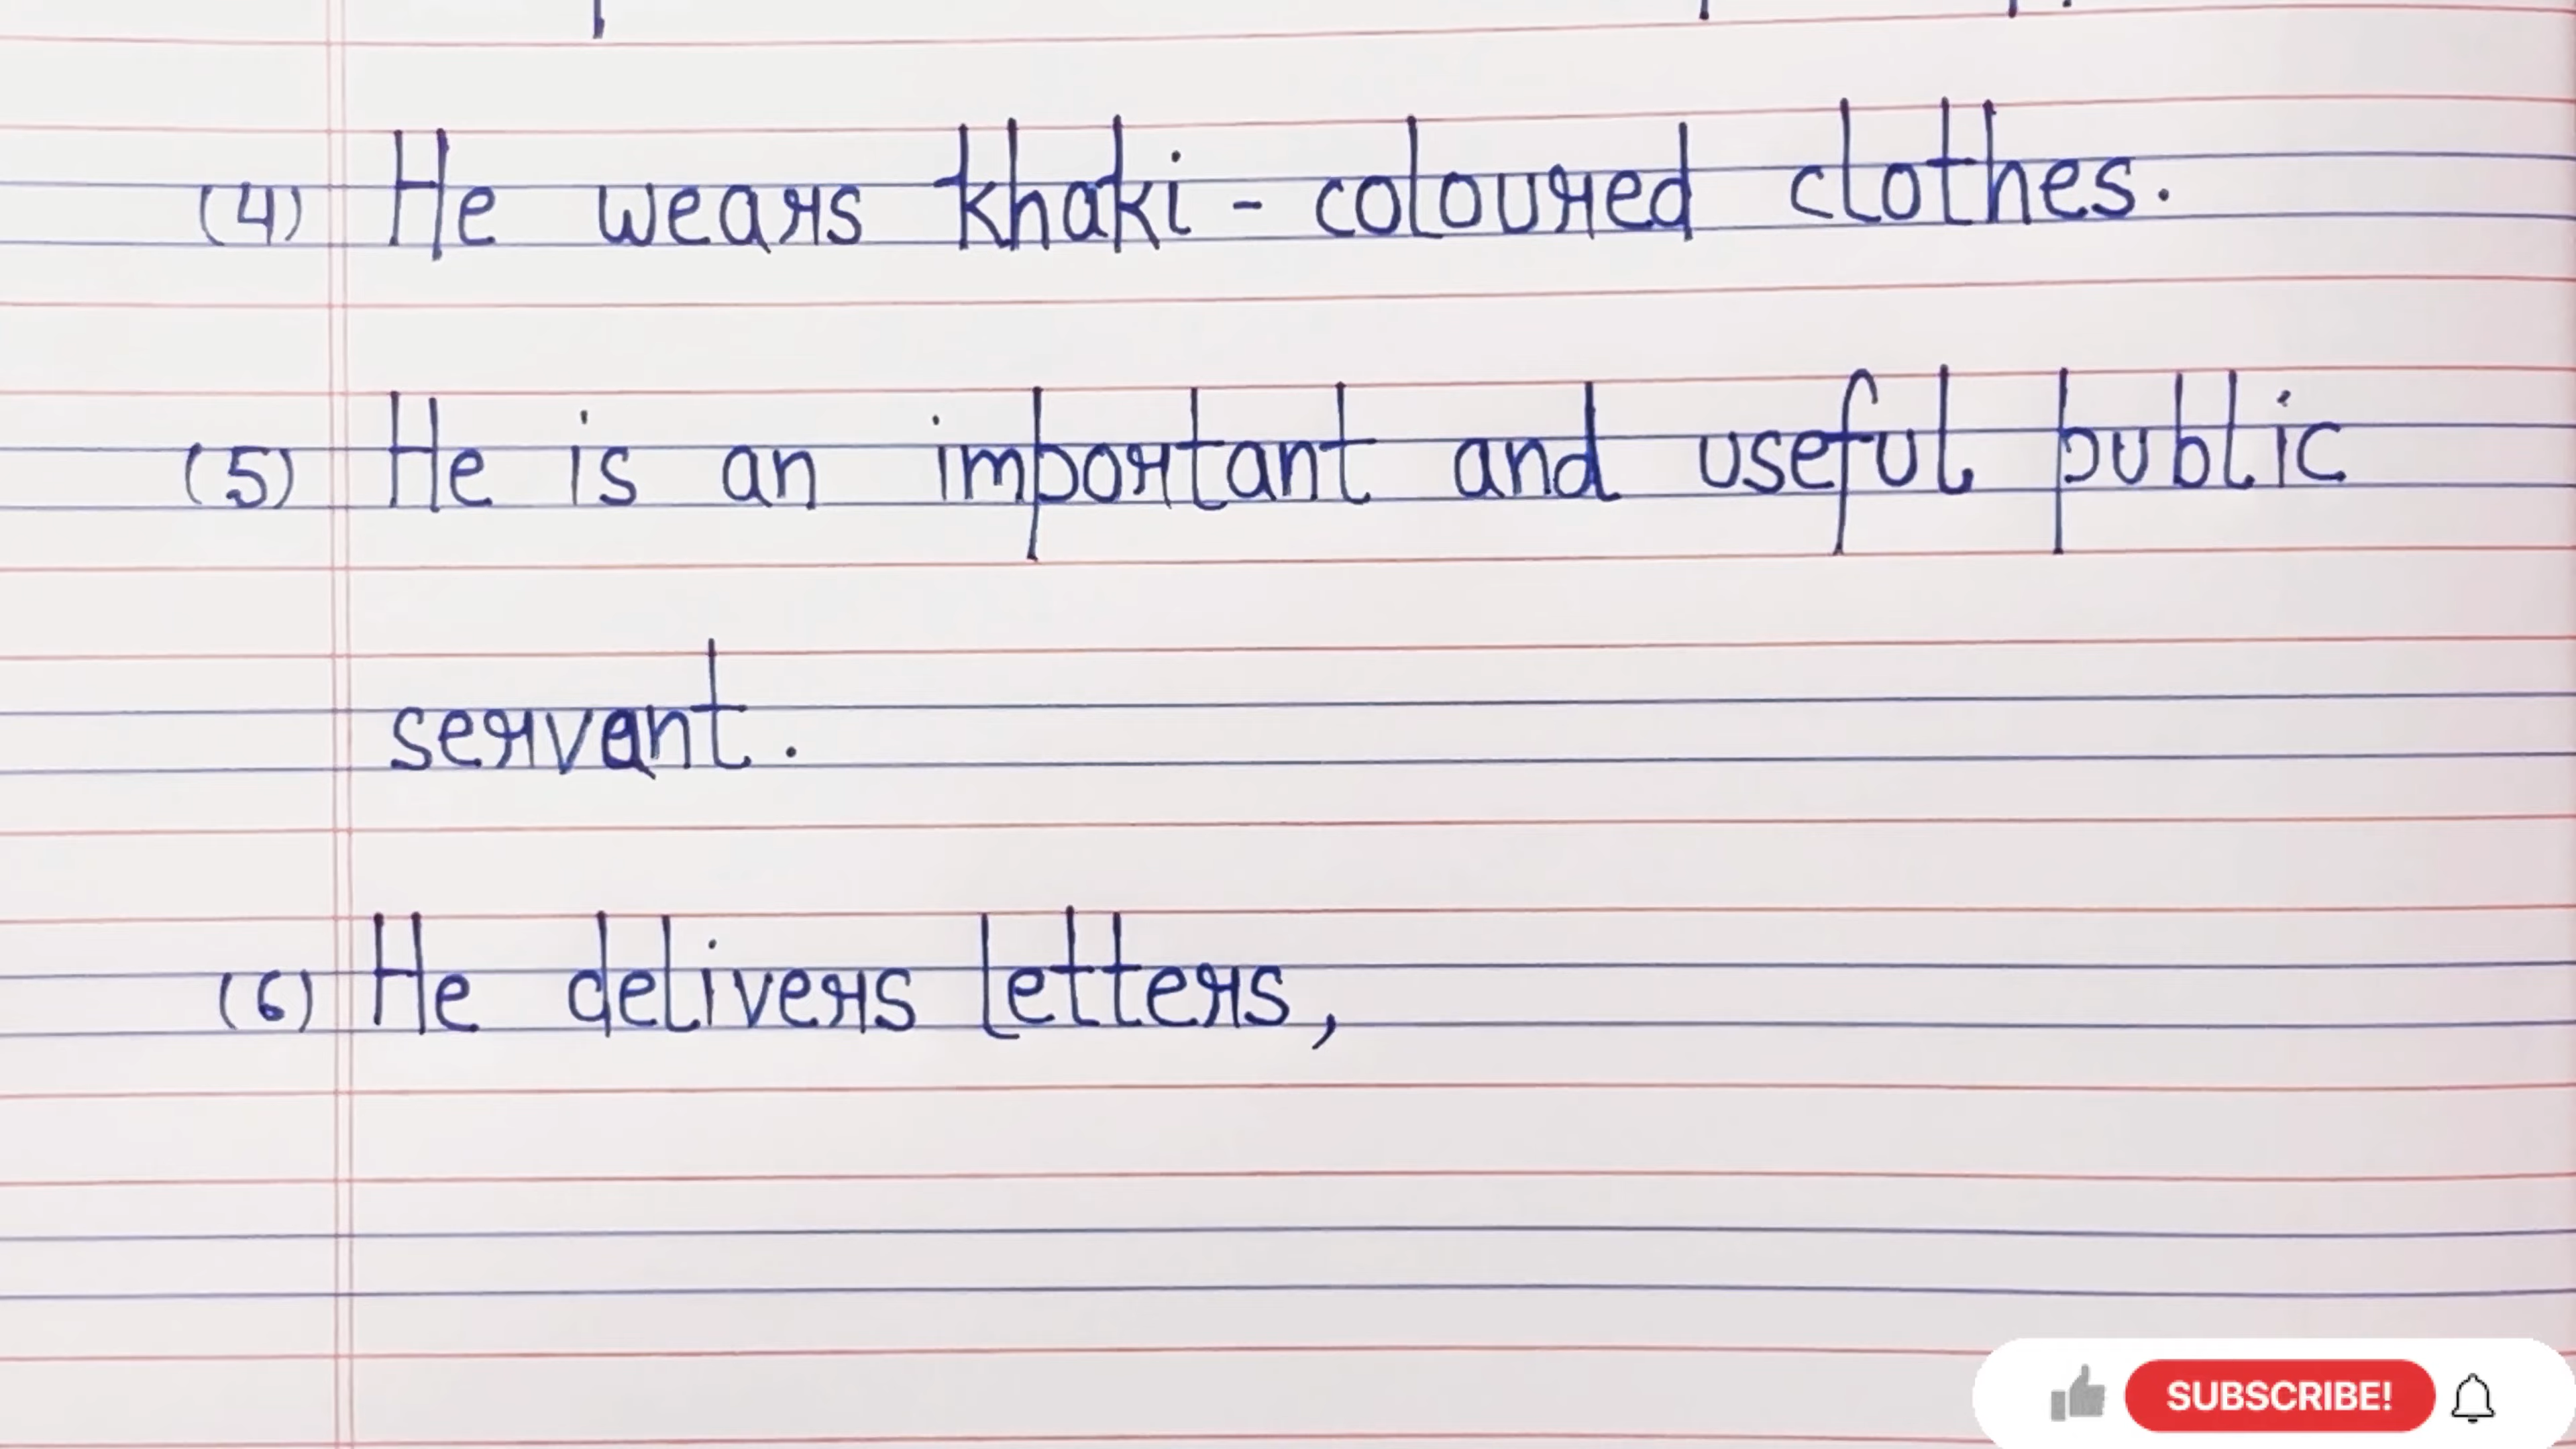 (4) He wears khaki - coloured clothes.
(5) He is an important and useful public
servant.
(6) He delivers letters,
SUBSCRIBE!